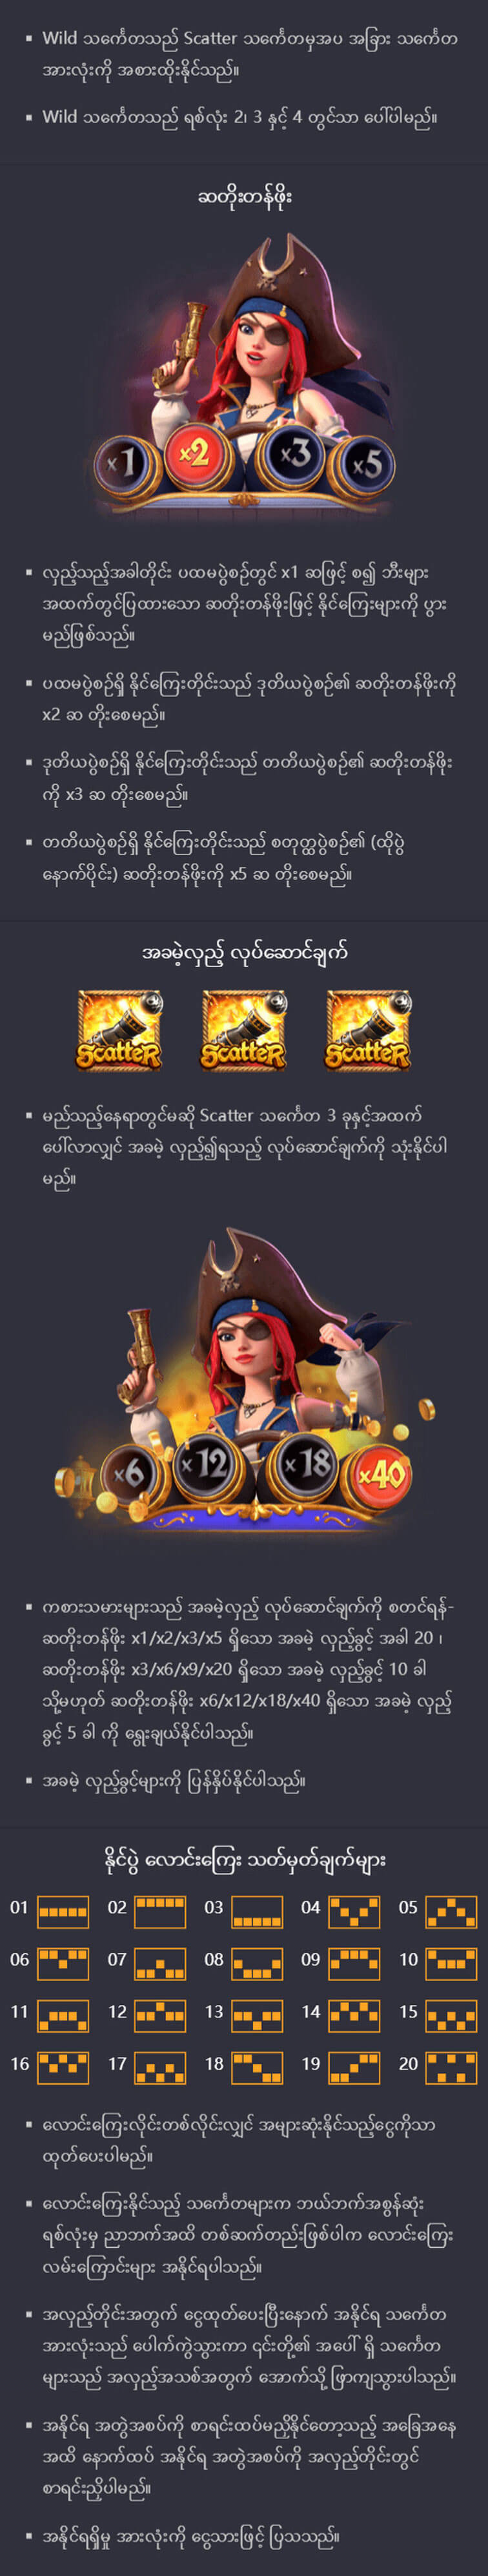 ▪ Wild သင်္ကေတသည် Scatter သင်္ကေတမှအပ အခြား သင်္ကေတ
အားလုံးကို အစားထိုးနိုင်သည်။
▪ Wild သင်္ကေတသည် ရစ်လုံး 2၊ 3 နှင့် 4 တွင်သာ ပေါ်ပါမည်။
ဆတိုးတန်ဖိုး
x1
x2
x3
x5
▪ လှည့်သည့်အခါတိုင်း ပထမပွဲစဉ်တွင် x1 ဆဖြင့် စ၍ ဘီးများ
အထက်တွင်ပြထားသော ဆတိုးတန်ဖိုးဖြင့် နိုင်ကြေးများကို ပွား
မည်ဖြစ်သည်။
▪ ပထမပွဲစဉ်ရှိ နိုင်ကြေးတိုင်းသည် ဒုတိယပွဲစဉ်၏ ဆတိုးတန်ဖိုးကို
x2 ဆ တိုးစေမည်။
▪ ဒုတိယပွဲစဉ်ရှိ နိုင်ကြေးတိုင်းသည် တတိယပွဲစဉ်၏ ဆတိုးတန်ဖိုး
ကို x3 ဆ တိုးစေမည်။
▪ တတိယပွဲစဉ်ရှိ နိုင်ကြေးတိုင်းသည် စတုတ္ထပွဲစဉ်၏ (ထိုပွဲ
နောက်ပိုင်း) ဆတိုးတန်ဖိုးကို x5 ဆ တိုးစေမည်။
အခမဲ့လှည့် လုပ်ဆောင်ချက်
SCatteR
SCatteR
SCatteR
▪ မည်သည့်နေရာတွင်မဆို Scatter သင်္ကေတ 3 ခုနှင့်အထက်
ပေါ်လာလျှင် အခမဲ့ လှည့်၍ရသည့် လုပ်ဆောင်ချက်ကို သုံးနိုင်ပါ
မည်။
x6
x12
x18
x40
▪ ကစားသမားများသည် အခမဲ့လှည့် လုပ်ဆောင်ချက်ကို စတင်ရန်-
ဆတိုးတန်ဖိုး x1/x2/x3/x5 ရှိသော အခမဲ့ လှည့်ခွင့် အခါ 20 ၊
ဆတိုးတန်ဖိုး x3/x6/x9/x20 ရှိသော အခမဲ့ လှည့်ခွင့် 10 ခါ
သို့မဟုတ် ဆတိုးတန်ဖိုး x6/x12/x18/x40 ရှိသော အခမဲ့ လှည့်
ခွင့် 5 ခါ ကို ရွေးချယ်နိုင်ပါသည်။
▪ အခမဲ့ လှည့်ခွင့်များကို ပြန်နှိပ်နိုင်ပါသည်။
နိုင်ပွဲ လောင်းကြေး သတ်မှတ်ချက်များ
01 02 03 04 05
06 07 08 09 10
11 12 13 14 15
16 17 18 19 20
▪ လောင်းကြေးလိုင်းတစ်လိုင်းလျှင် အများဆုံးနိုင်သည့်ငွေကိုသာ
ထုတ်ပေးပါမည်။
▪ လောင်းကြေးနိုင်သည့် သင်္ကေတများက ဘယ်ဘက်အစွန်ဆုံး
ရစ်လုံးမှ ညာဘက်အထိ တစ်ဆက်တည်းဖြစ်ပါက လောင်းကြေး
လမ်းကြောင်းများ အနိုင်ရပါသည်။
▪ အလှည့်တိုင်းအတွက် ငွေထုတ်ပေးပြီးနောက် အနိုင်ရ သင်္ကေတ
အားလုံးသည် ပေါက်ကွဲသွားကာ ၎င်းတို့၏ အပေါ် ရှိ သင်္ကေတ
များသည် အလှည့်အသစ်အတွက် အောက်သို့ ဖြာကျသွားပါသည်။
▪ အနိုင်ရ အတွဲအစပ်ကို စာရင်းထပ်မညှိနိုင်တော့သည့် အခြေအနေ
အထိ နောက်ထပ် အနိုင်ရ အတွဲအစပ်ကို အလှည့်တိုင်းတွင်
စာရင်းညှိပါမည်။
▪ အနိုင်ရရှိမှု အားလုံးကို ငွေသားဖြင့် ပြသသည်။